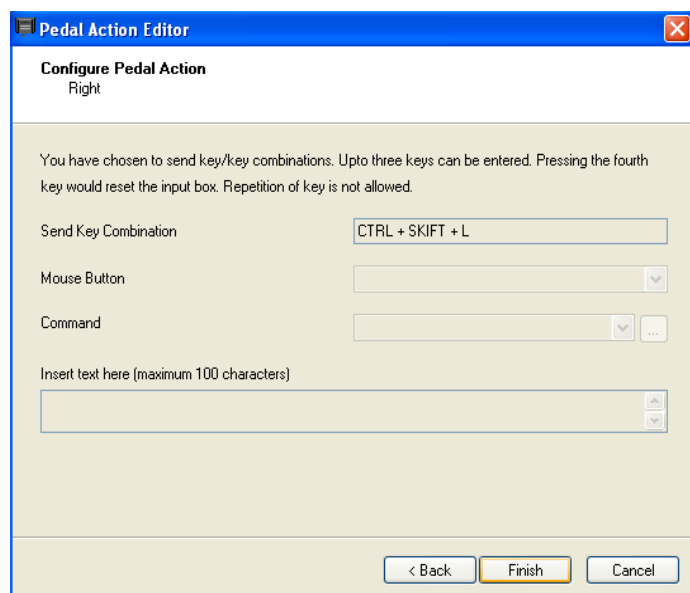 Pedal Action Editor
Configure Pedal Action
Right
You have chosen to send key/key combinations. Upto three keys can be entered. Pressing the fourth
key would reset the input box. Repetition of key is not allowed.
Send Key Combination
CTRL + SKIFT + L
Mouse Button
Command
...
Insert text here (maximum 100 characters)
< Back
Finish
Cancel